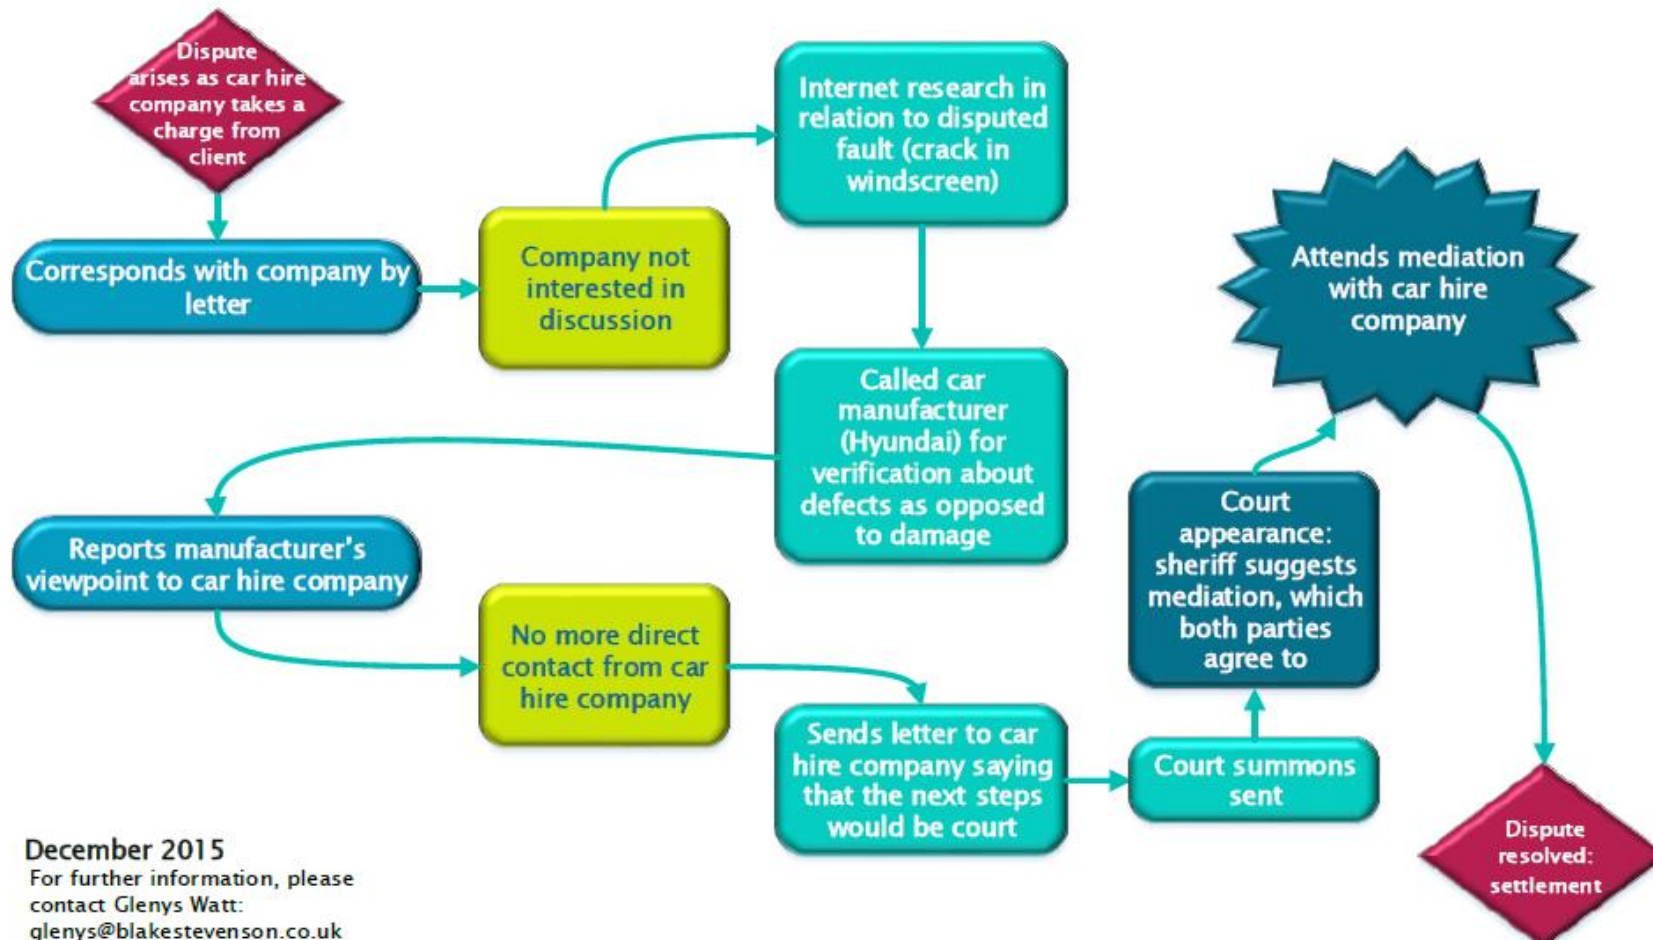 Dispute
arises as car hire
company takes a
charge from
client
Corresponds with company by
letter
Company not
interested in
discussion
Internet research in
relation to disputed
fault (crack in
windscreen)
Called car
manufacturer
(Hyundai) for
verification about
defects as opposed
to damage
Reports manufacturer's
viewpoint to car hire company
No more direct
contact from car
hire company
Sends letter to car
hire company saying
that the next steps
would be court
Court summons
sent
Court
appearance:
sheriff suggests
mediation, which
both parties
agree to
Attends mediation
with car hire
company
Dispute
resolved:
settlement
December 2015
For further information, please
contact Glenys Watt:
glenys@blakestevenson.co.uk